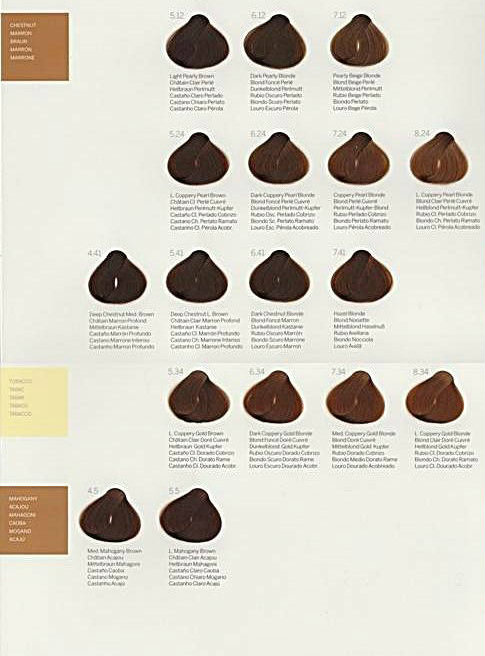 CHESTNUT
MARRON
BRAUN
MARRÓN
MARRONE
5.12
Light Pearly Brown
Châtain Clair Perlé
Hellbraun Perlmutt
Castaño Claro Perlado
Castano Chiaro Perlato
Castanho Claro Pérola
6.12
Dark Pearly Blonde
Blond Foncé Perlé
Dunkelblond Perlmutt
Rubio Oscuro Perlado
Biondo Scuro Perlato
Louro Escuro Pérola
7.12
Pearly Beige Blonde
Blond Beige Perlé
Mittelblond Perlmutt
Rubio Beige Perlado
Biondo Perlato
Louro Bege Pérola
5.24
L. Coppery Pearl Brown
Châtain Cl. Perlé Cuivré
Hellbraun Perlmutt-Kupfer
Castaño Cl. Perlado Cobrizo
Castano Ch. Perlato Ramato
Castanho Cl. Pérola Acobr.
6.24
Dark Coppery Pearl Blonde
Blond Foncé Perlé Cuivré
Dunkelblond Perlmutt-Kupfer
Rubio Osc. Perlado Cobrizo
Biondo Sc. Perlato Ramato
Louro Esc. Pérola Acobreado
7.24
Coppery Pearl Blonde
Blond Perlé Cuivré
Perlmutt-Kupfer-Blond
Rubio Perlado Cobrizo
Biondo Perlato Ramato
Louro Pérola Acobreado
8.24
L. Coppery Pearl Blonde
Blond Clair Perlé Cuivré
Hellblond Perlmutt-Kupfer
Rubio Cl. Perlado Cobrizo
Biondo Ch. Perlato Ramato
Louro Cl. Pérola Acobreado
4.41
Deep Chestnut Med. Brown
Châtain Marron Profond
Mittelbraun Kastanie
Castaño Marrón Profundo
Castano Marrone Intenso
Castanho Marron Profundo
5.41
Deep Chestnut L. Brown
Châtain Clair Marron Profond
Hellbraun Kastanie
Castaño Cl. Marrón Profundo
Castano Ch. Marrone Intenso
Castanho Cl. Marron Profundo
6.41
Dark Chestnut Blonde
Blond Foncé Marron
Dunkelblond Kastanie
Rubio Oscuro Marrón
Biondo Scuro Marrone
Louro Escuro Marron
7.41
Hazel Blonde
Blond Noisette
Mittelblond Haselnuß
Rubio Avellana
Biondo Nocciola
Louro Avelã
TOBACCO
TABAC
TABAK
TABACO
TABACCO
5.34
L. Coppery Gold Brown
Châtain Clair Doré Cuivré
Hellbraun Gold Kupfer
Castaño Cl. Dorado Cobrizo
Castano Ch. Dorato Rame
Castanho Cl. Dourado Acobr.
6.34
Dark Coppery Gold Blonde
Blond Foncé Doré Cuivré
Dunkelblond Gold-Kupfer
Rubio Oscuro Dorado Cobrizo
Biondo Scuro Dorato Rame
Louro Escuro Dourado Acobr.
7.34
Med. Coppery Gold Blonde
Blond Doré Cuivré
Mittelblond Gold-Kupfer
Rubio Dorado Cobrizo
Biondo Medio Dorato Rame
Louro Dourado Acobreado
8.34
L. Coppery Gold Blonde
Blond Clair Doré Cuivré
Hellblond Gold-Kupfer
Rubio Cl. Dorado Cobrizo
Biondo Ch. Dorato Ramato
Louro Cl. Dourado Acobr.
MAHOGANY
ACAJOU
MAHAGONI
CAOBA
MOGANO
ACAJU
4.5
Med. Mahogany Brown
Châtain Acajou
Mittelbraun Mahagoni
Castaño Caoba
Castano Mogano
Castanho Acaju
5.5
L. Mahogany Brown
Châtain Clair Acajou
Hellbraun Mahagoni
Castaño Claro Caoba
Castano Chiaro Mogano
Castanho Claro Acaju